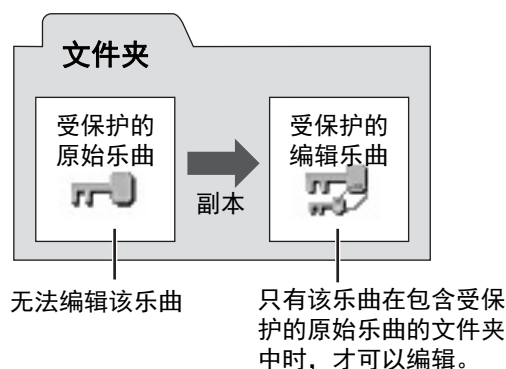 文件夹
受保护的
原始乐曲
副本
受保护的
编辑乐曲
无法编辑该乐曲
只有该乐曲在包含受保
护的原始乐曲的文件夹
中时，才可以编辑。